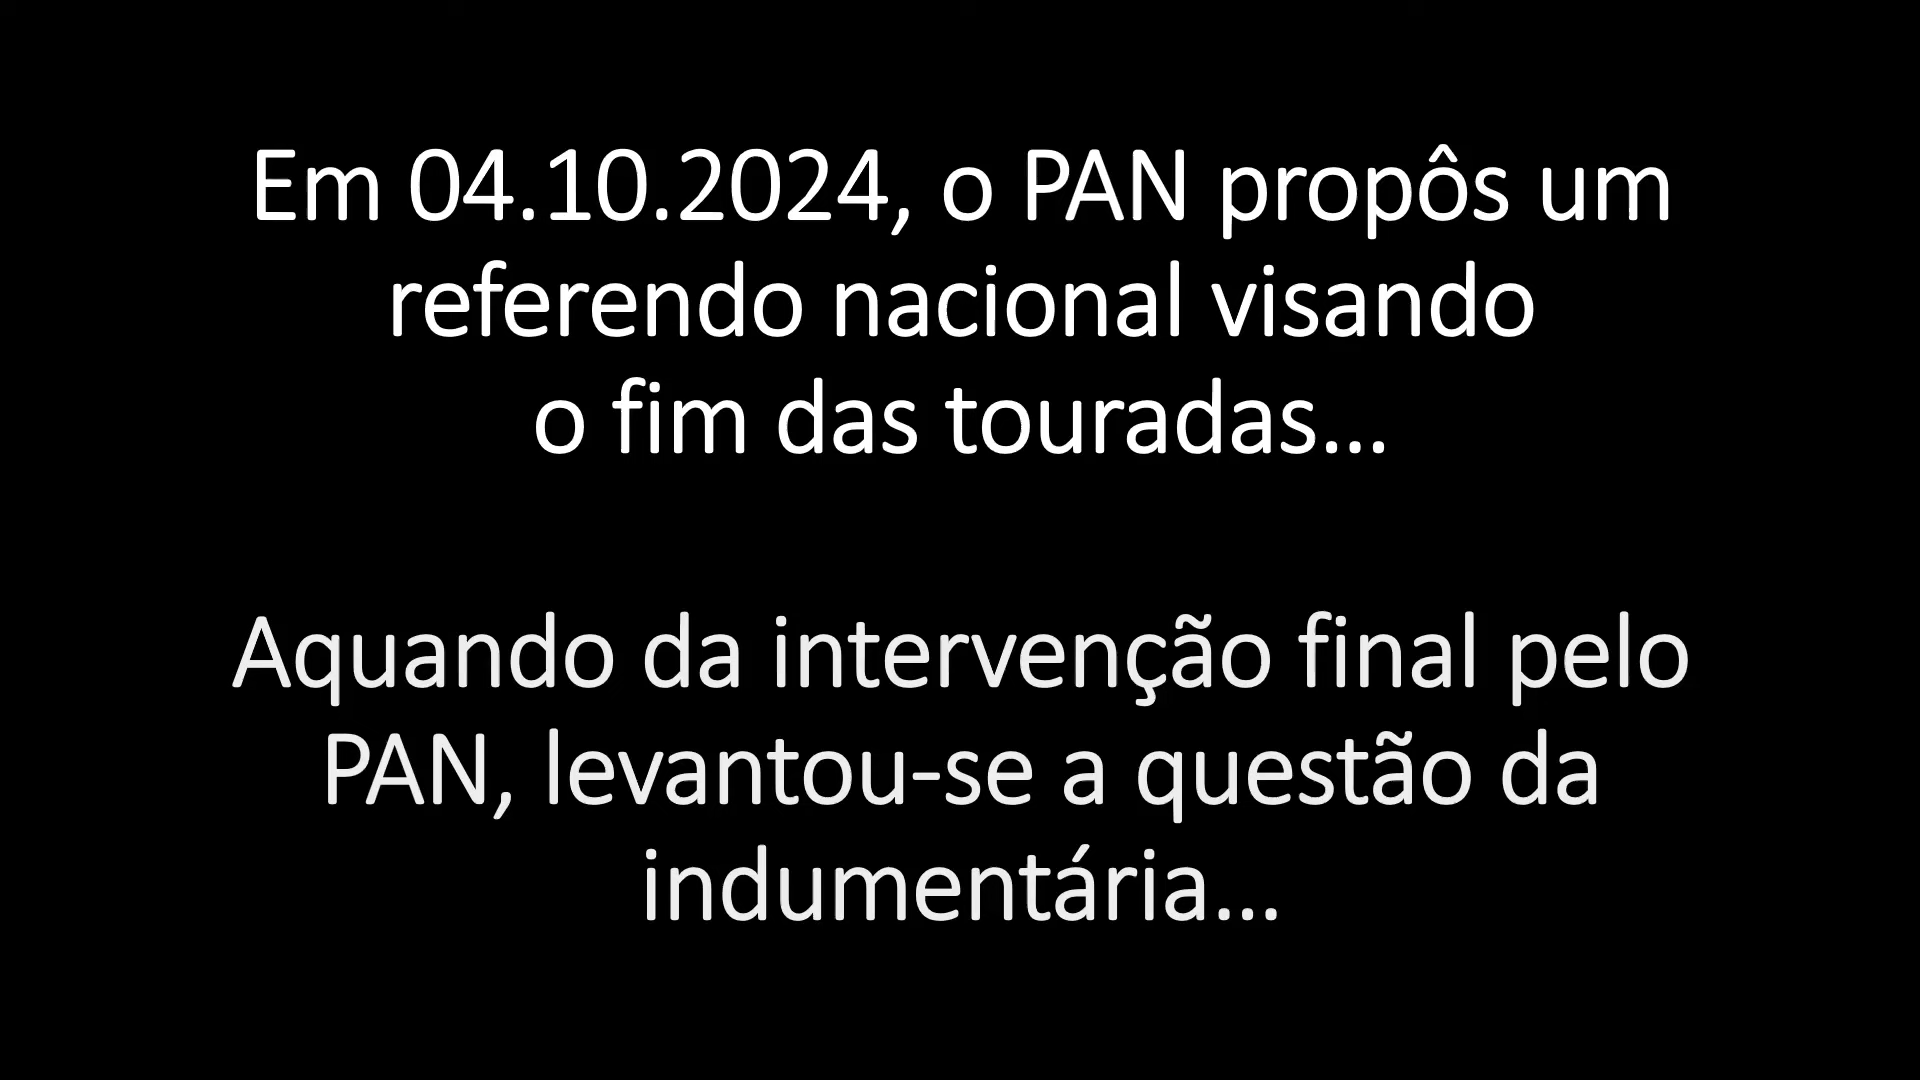 Em 04.10.2024, o PAN propôs um
referendo nacional visando
o fim das touradas...
Aquando da intervenção final pelo
PAN, levantou-se a questão da
indumentária...